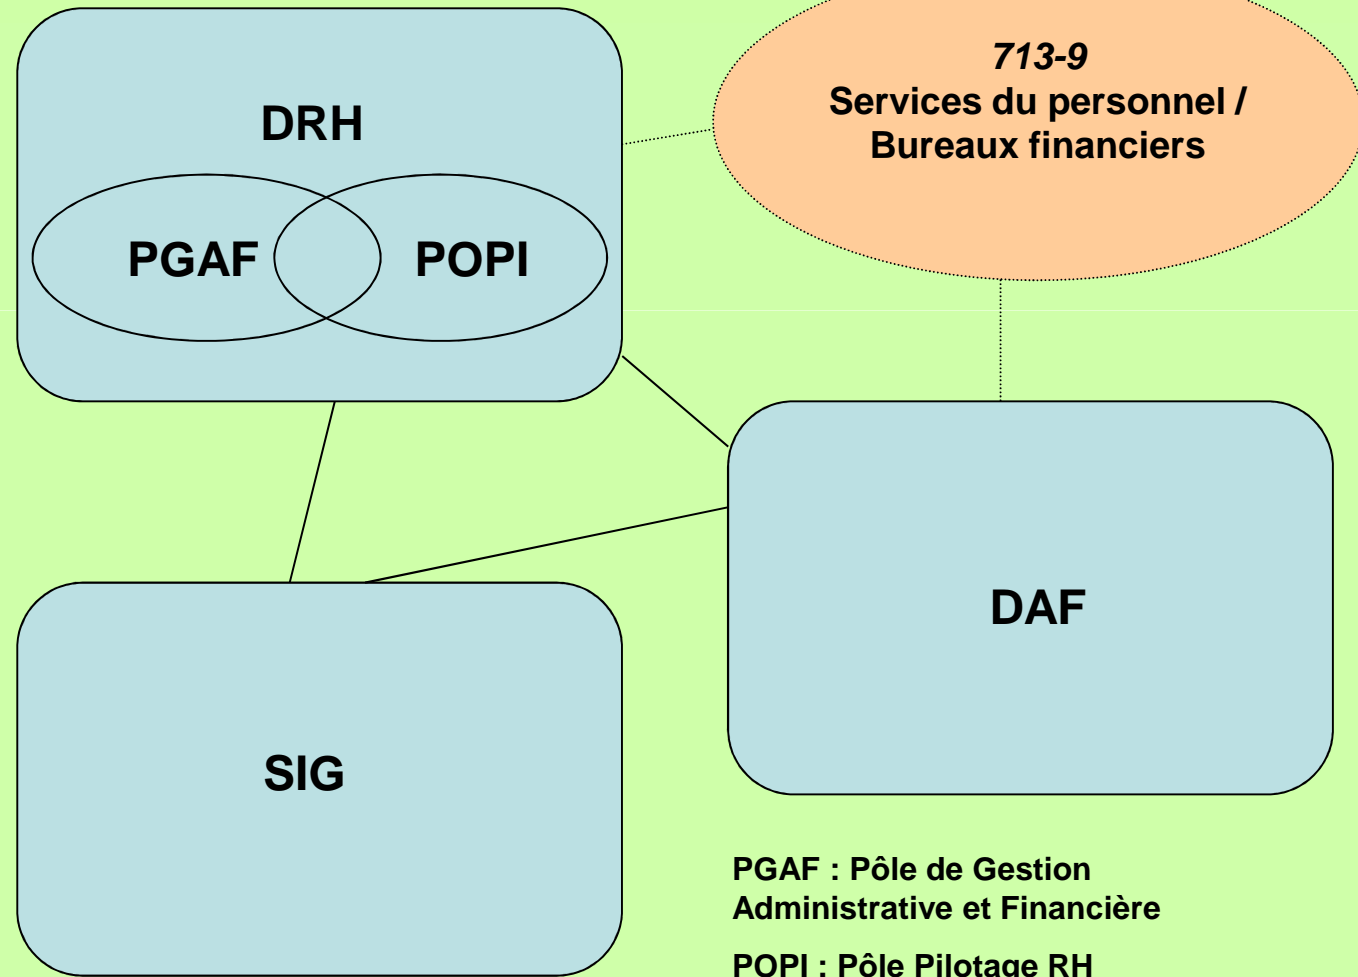 713-9
Services du personnel /
Bureaux financiers
DRH
PGAF
POPI
DAF
SIG
PGAF : Pôle de Gestion
Administrative et Financière
POPI : Pôle Pilotage RH